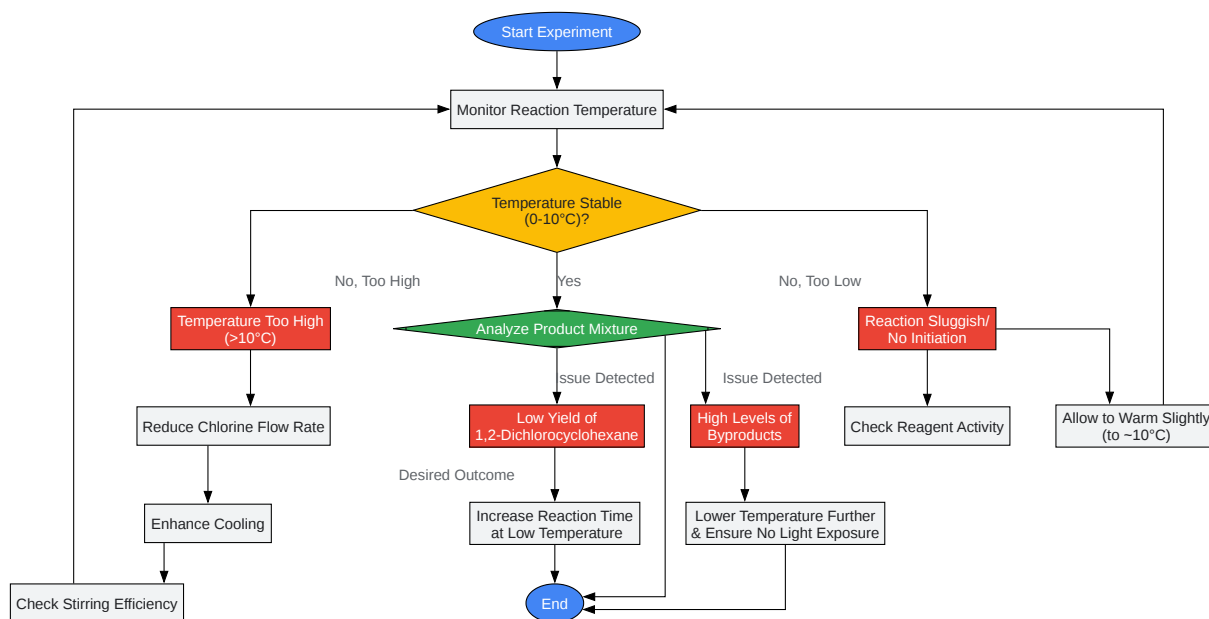 Start Experiment
Monitor Reaction Temperature
Temperature Stable
(0-10°C)?
No, Too High
Yes
No, Too Low
Temperature Too High
(>10°C)
Analyze Product Mixture
Reaction Sluggish/
No Initiation
Issue Detected
Issue Detected
Reduce Chlorine Flow Rate
Low Yield of
1,2-Dichlorocyclohexane
High Levels of
Byproducts
Check Reagent Activity
Allow to Warm Slightly
(to ~10°C)
Desired Outcome
Enhance Cooling
Increase Reaction Time
at Low Temperature
Lower Temperature Further
& Ensure No Light Exposure
Check Stirring Efficiency
End